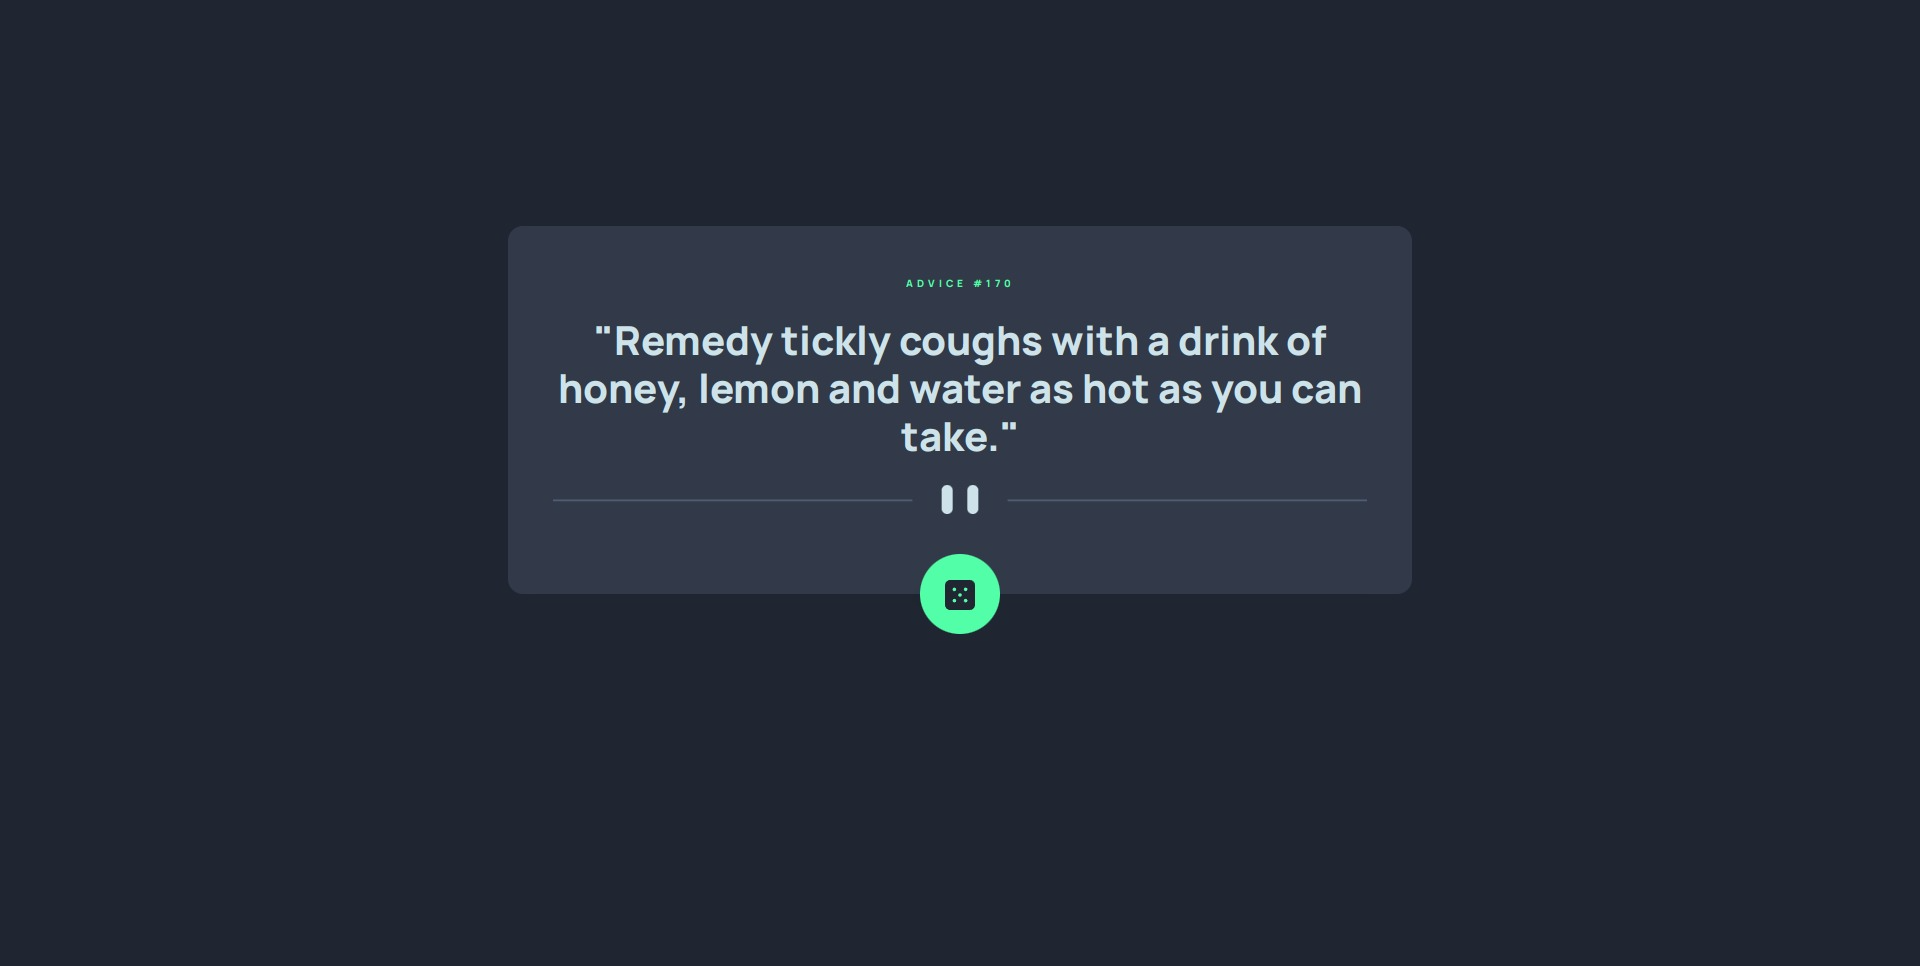 ADVICE #170
"Remedy tickly coughs with a drink of
honey, lemon and water as hot as you can
take."